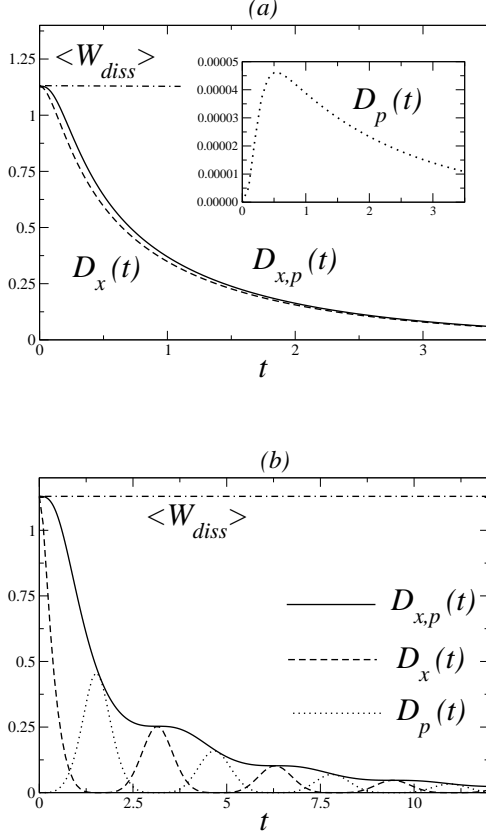 (a)
<W_diss>
1.25
1
0.75
0.5
0.25
0
0.00005
0.00004
0.00003
0.00002
0.00001
0.00000
D_p(t)
0 1 2 3
D_x(t)
D_{x,p}(t)
0 1 2 3
t
(b)
<W_diss>
1
0.75
0.5
0.25
0
D_{x,p}(t)
D_x(t)
D_p(t)
0 2.5 5 7.5 10
t